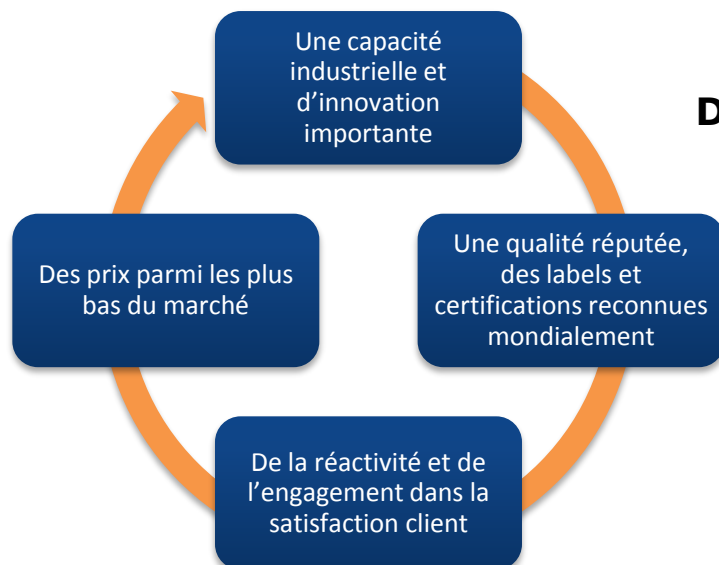 Une capacité
industrielle et
d’innovation
importante
D
Une qualité réputée,
des labels et
certifications reconnues
mondialement
De la réactivité et de
l’engagement dans la
satisfaction client
Des prix parmi les plus
bas du marché